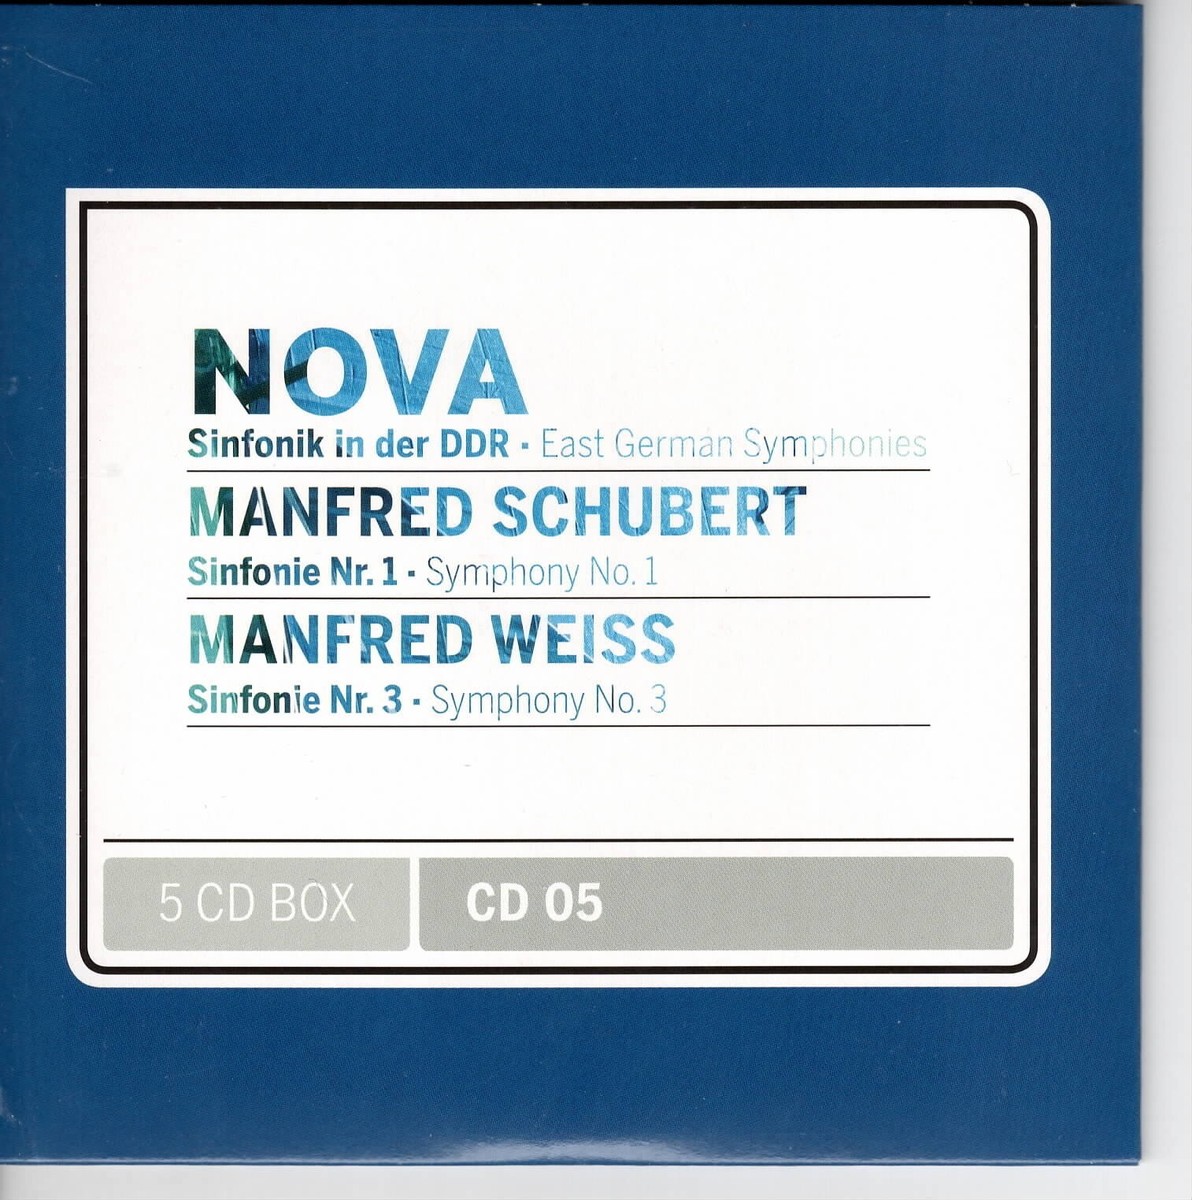 NOVA
Sinfonik in der DDR · East German Symphonies
MANFRED SCHUBERT
Sinfonie Nr. 1 · Symphony No. 1
MANFRED WEISS
Sinfonie Nr. 3 · Symphony No. 3
5 CD BOX
CD 05